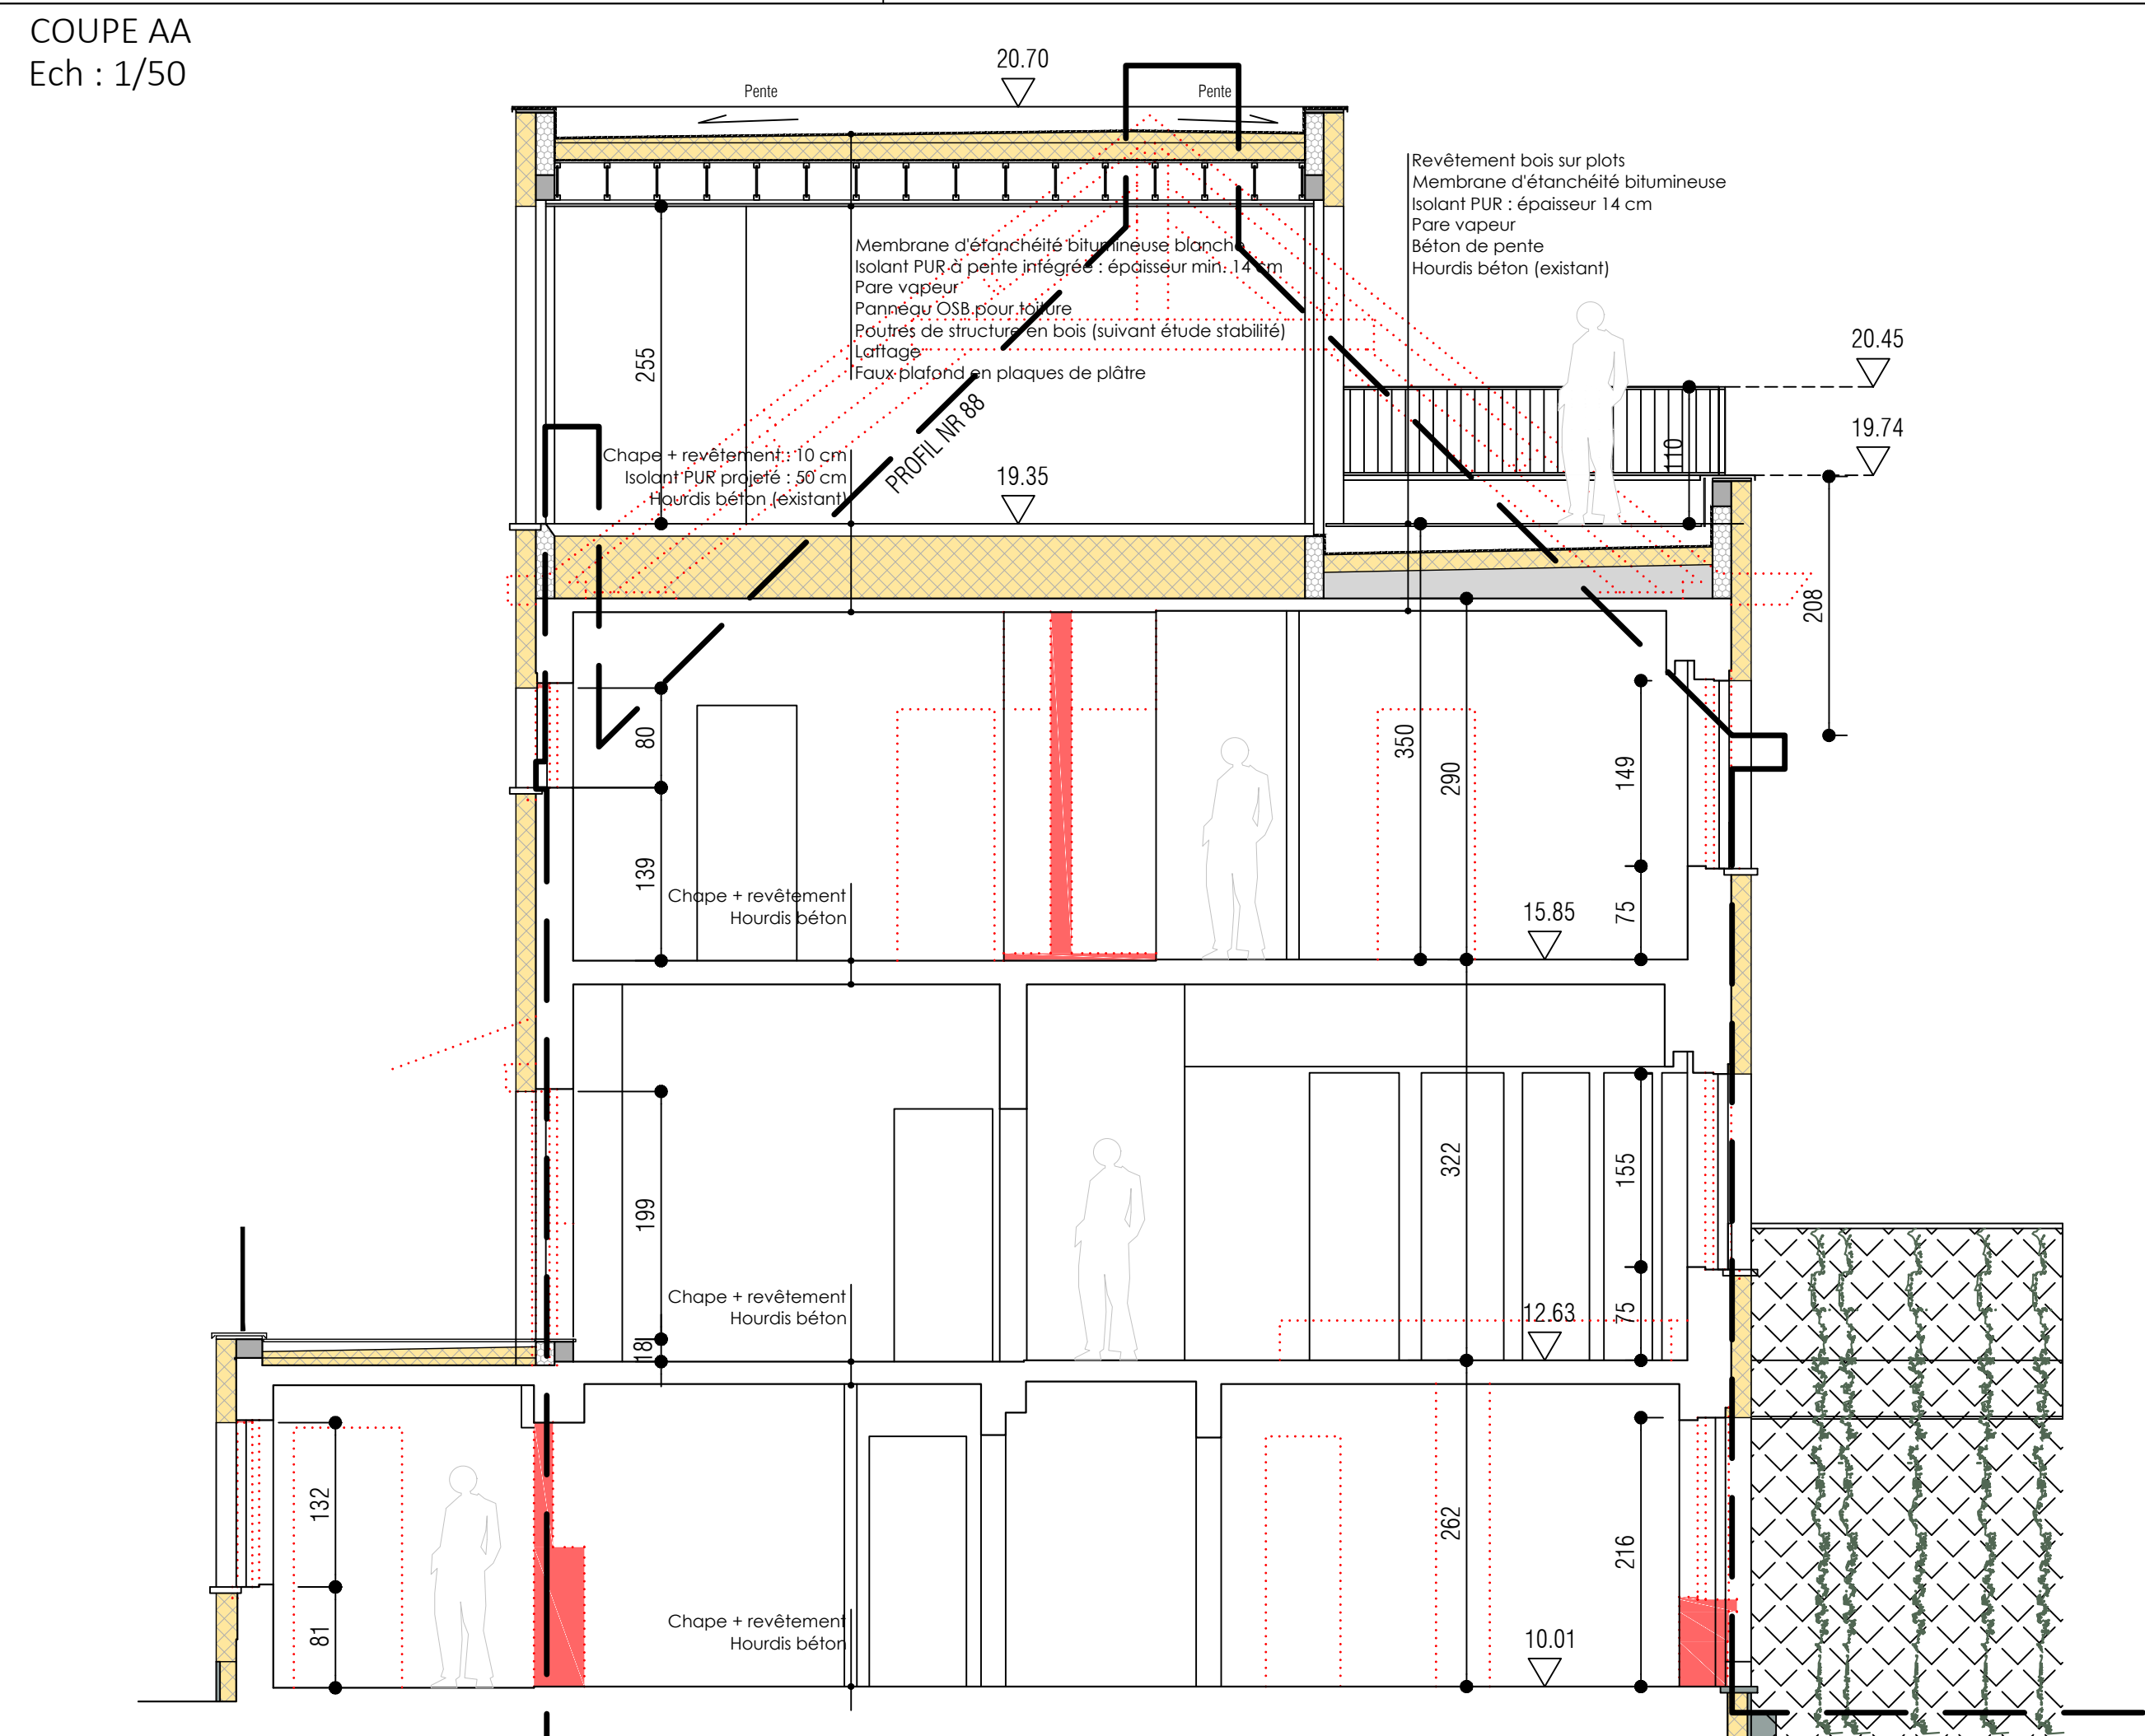 COUPE AA
Ech : 1/50
20.70
Pente
Pente
Revêtement bois sur plots
Membrane d'étanchéité bitumineuse
Isolant PUR : épaisseur 14 cm
Pare vapeur
Béton de pente
Hourdis béton (existant)
Membrane d'étanchéité bitumineuse blanche
Isolant PUR à pente intégrée : épaisseur min. 14 cm
Pare vapeur
Panneau OSB pour toiture
Poutres de structure en bois (suivant étude stabilité)
Lattage
Faux plafond en plaques de plâtre
255
20.45
19.74
110
PROFIL NR 88
Chape + revêtement : 10 cm
Isolant PUR projeté : 50 cm
Hourdis béton (existant)
19.35
208
80
139
350
290
149
75
15.85
Chape + revêtement
Hourdis béton
199
18
322
155
75
12.63
Chape + revêtement
Hourdis béton
132
81
262
216
10.01
Chape + revêtement
Hourdis béton